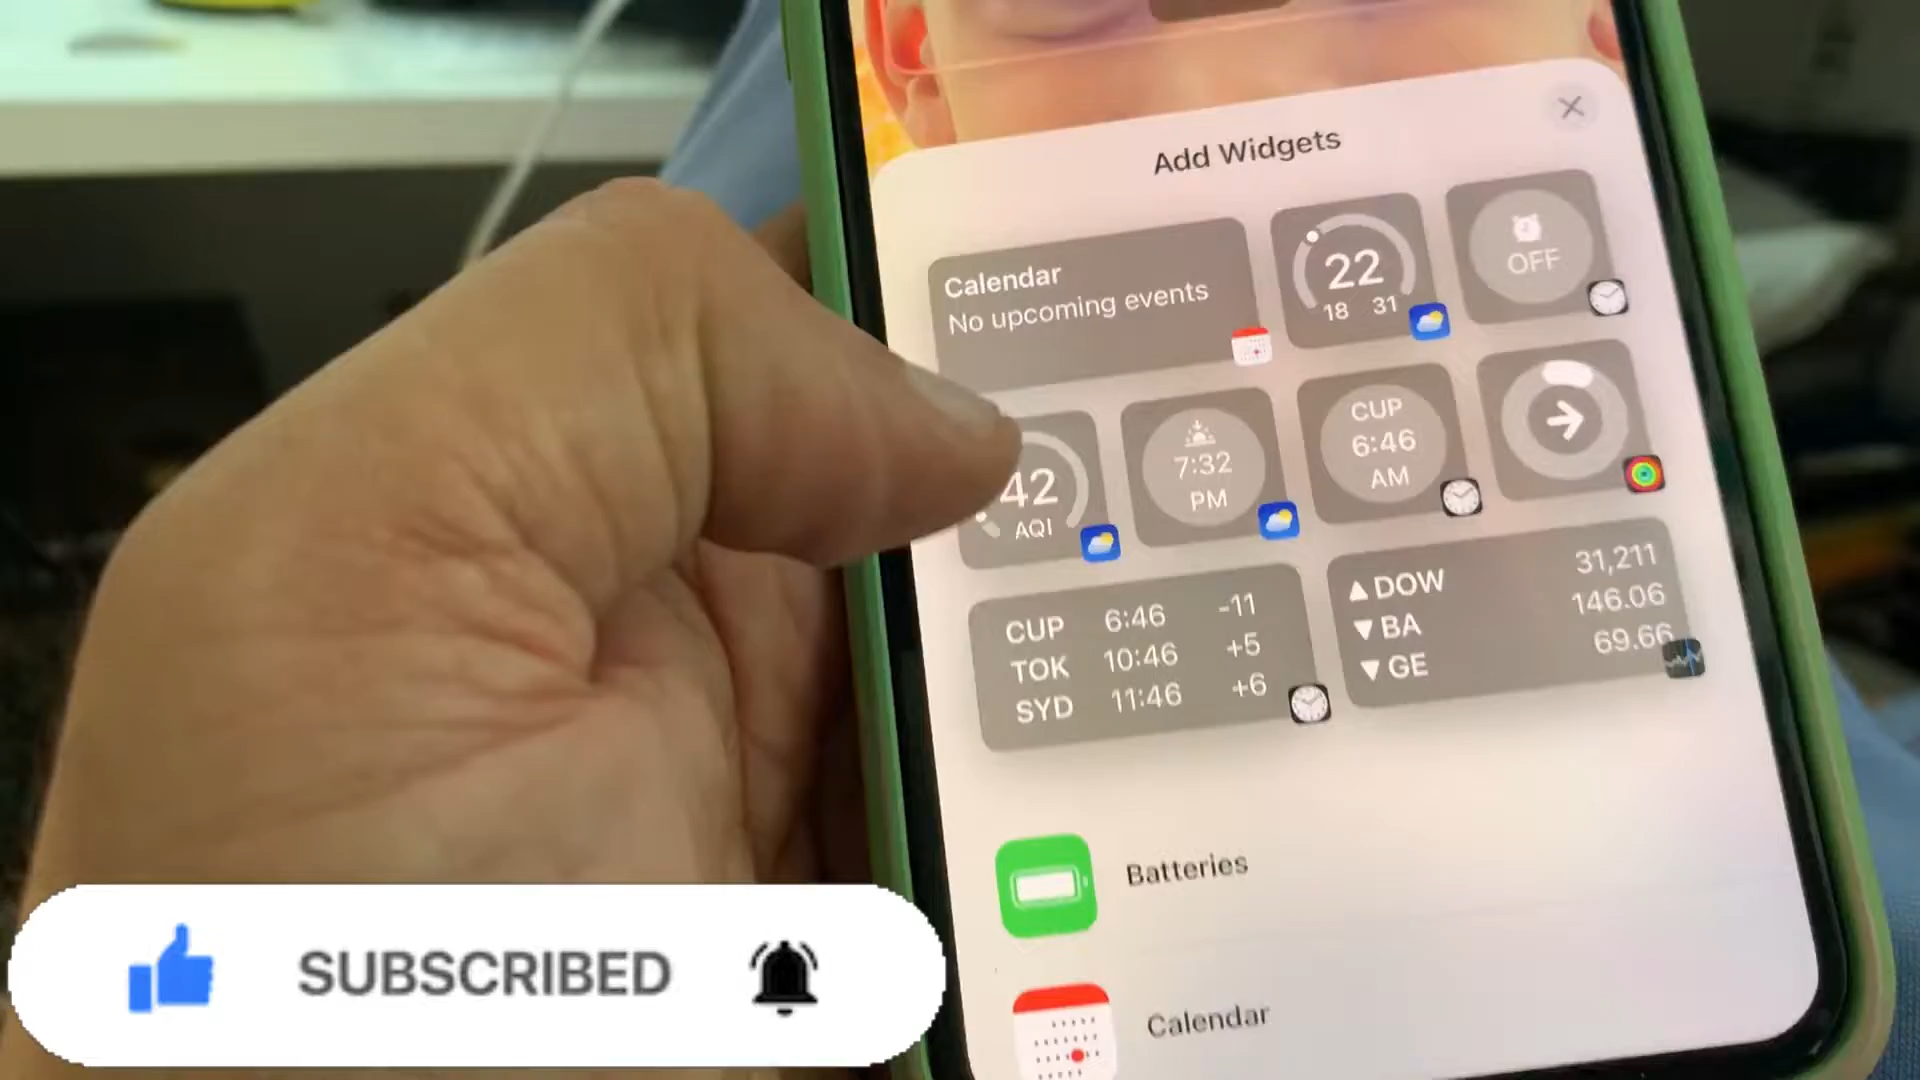 Add Widgets
Calendar
No upcoming events
22
18 31
OFF
42
AQI
7:32
PM
CUP
6:46
AM
CUP 6:46 -11
TOK 10:46 +5
SYD 11:46 +6
▲ DOW 31,211
▼ BA 146.06
▼ GE 69.66
Batteries
Calendar
SUBSCRIBED